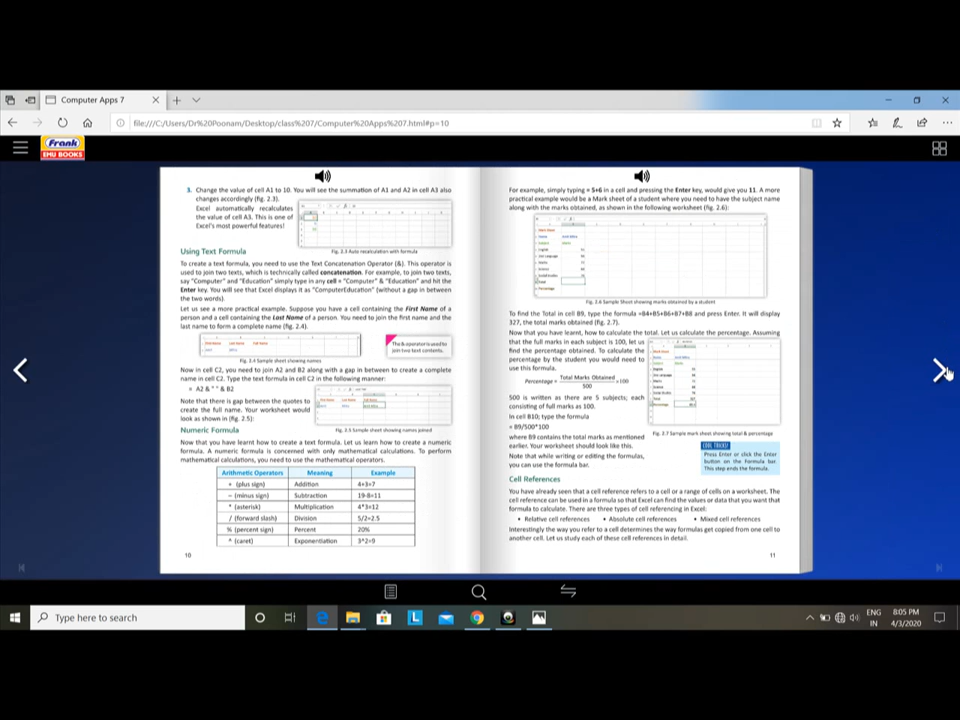 Computer Apps 7
file:///C:/Users/Dr%20Poonam/Desktop/class%207/Computer%20Apps%207.html#p=10
Frank
EMU BOOKS
3. Change the value of cell A1 to 10. You will see the summation of A1 and A2 in cell A3 also
changes accordingly (fig. 2.3).
Excel automatically recalculates
the value of cell A3. This is one of
Excel's most powerful features!
Fig. 2.3 Auto recalculation with formula
Using Text Formula
To create a text formula, you need to use the Text Concatenation Operator (&). This operator is
used to join two texts, which is technically called concatenation. For example, to join two texts,
say "Computer" and "Education" simply type in any cell = "Computer" & "Education" and hit the
Enter key. You will see that Excel displays it as "ComputerEducation" (without a gap in between
the two words).
Let us see a more practical example. Suppose you have a cell containing the First Name of a
person and a cell containing the Last Name of a person. You need to join the first name and the
last name to form a complete name (fig. 2.4).
The & operator is used to
join two text contents.
Fig. 2.4 Sample sheet showing names
Now in cell C2, you need to join A2 and B2 along with a gap in between to create a complete
name in cell C2. Type the text formula in cell C2 in the following manner:
= A2 & " " & B2
Note that there is gap between the quotes to
create the full name. Your worksheet would
look as shown in (fig. 2.5):
Fig. 2.5 Sample sheet showing names joined
Numeric Formula
Now that you have learnt how to create a text formula. Let us learn how to create a numeric
formula. A numeric formula is concerned with only mathematical calculations. To perform
mathematical calculations, you need to use the mathematical operators.
Arithmetic Operators Meaning Example
+ (plus sign) Addition 4+3=7
– (minus sign) Subtraction 19-8=11
* (asterisk) Multiplication 4*3=12
/ (forward slash) Division 5/2=2.5
% (percent sign) Percent 20%
^ (caret) Exponentiation 3^2=9
10
For example, simply typing = 5+6 in a cell and pressing the Enter key, would give you 11. A more
practical example would be a Mark sheet of a student where you need to have the subject name
along with the marks obtained, as shown in the following worksheet (fig. 2.6):
Fig. 2.6 Sample Sheet showing marks obtained by a student
To find the Total in cell B9, type the formula =B4+B5+B6+B7+B8 and press Enter. It will display
327, the total marks obtained (fig. 2.7).
Now that you have learnt, how to calculate the total. Let us calculate the percentage. Assuming
that the full marks in each subject is 100, let us
find the percentage obtained. To calculate the
percentage by the student you would need to
use this formula.
Percentage = Total Marks Obtained / 500 ×100
500 is written as there are 5 subjects; each
consisting of full marks as 100.
In cell B10; type the formula
= B9/500*100
where B9 contains the total marks as mentioned
earlier. Your worksheet should look like this.
Note that while writing or editing the formulas,
you can use the formula bar.
Fig. 2.7 Sample mark sheet showing total & percentage
COOL TRICKS!
Press Enter or click the Enter
button on the Formula bar.
This step ends the formula.
Cell References
You have already seen that a cell reference refers to a cell or a range of cells on a worksheet. The
cell reference can be used in a formula so that Excel can find the values or data that you want that
formula to calculate. There are three types of cell referencing in Excel:
• Relative cell references • Absolute cell references • Mixed cell references
Interestingly the way you refer to a cell determines the way formulas get copied from one cell to
another cell. Let us study each of these cell references in detail.
11
Type here to search
ENG
IN
8:05 PM
4/3/2020